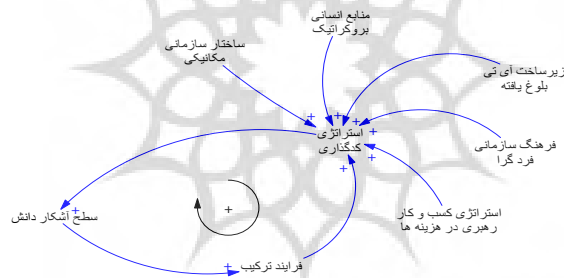 منابع انسانی
بروکراتیک
ساختار سازمانی
مکانیکی
زیرساخت آی تی
بلوغ یافته
استراتژی
کدگذاری
فرهنگ سازمانی
فرد گرا
استراتژی کسب و کار
رهبری در هزینه ها
سطح آشکار دانش
فرایند ترکیب